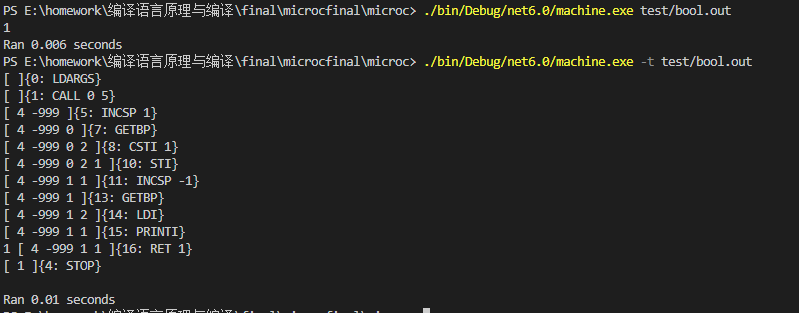 PS E:\homework\编译语言原理与编译\final\microcfinal\microc> ./bin/Debug/net6.0/machine.exe test/bool.out
1
Ran 0.006 seconds
PS E:\homework\编译语言原理与编译\final\microcfinal\microc> ./bin/Debug/net6.0/machine.exe -t test/bool.out
[ ]{0: LDARGS}
[ ]{1: CALL 0 5}
[ 4 -999 ]{5: INCSP 1}
[ 4 -999 0 ]{7: GETBP}
[ 4 -999 0 2 ]{8: CSTI 1}
[ 4 -999 0 2 1 ]{10: STI}
[ 4 -999 1 1 ]{11: INCSP -1}
[ 4 -999 1 ]{13: GETBP}
[ 4 -999 1 2 ]{14: LDI}
[ 4 -999 1 1 ]{15: PRINTI}
1 [ 4 -999 1 1 ]{16: RET 1}
[ 1 ]{4: STOP}
Ran 0.01 seconds